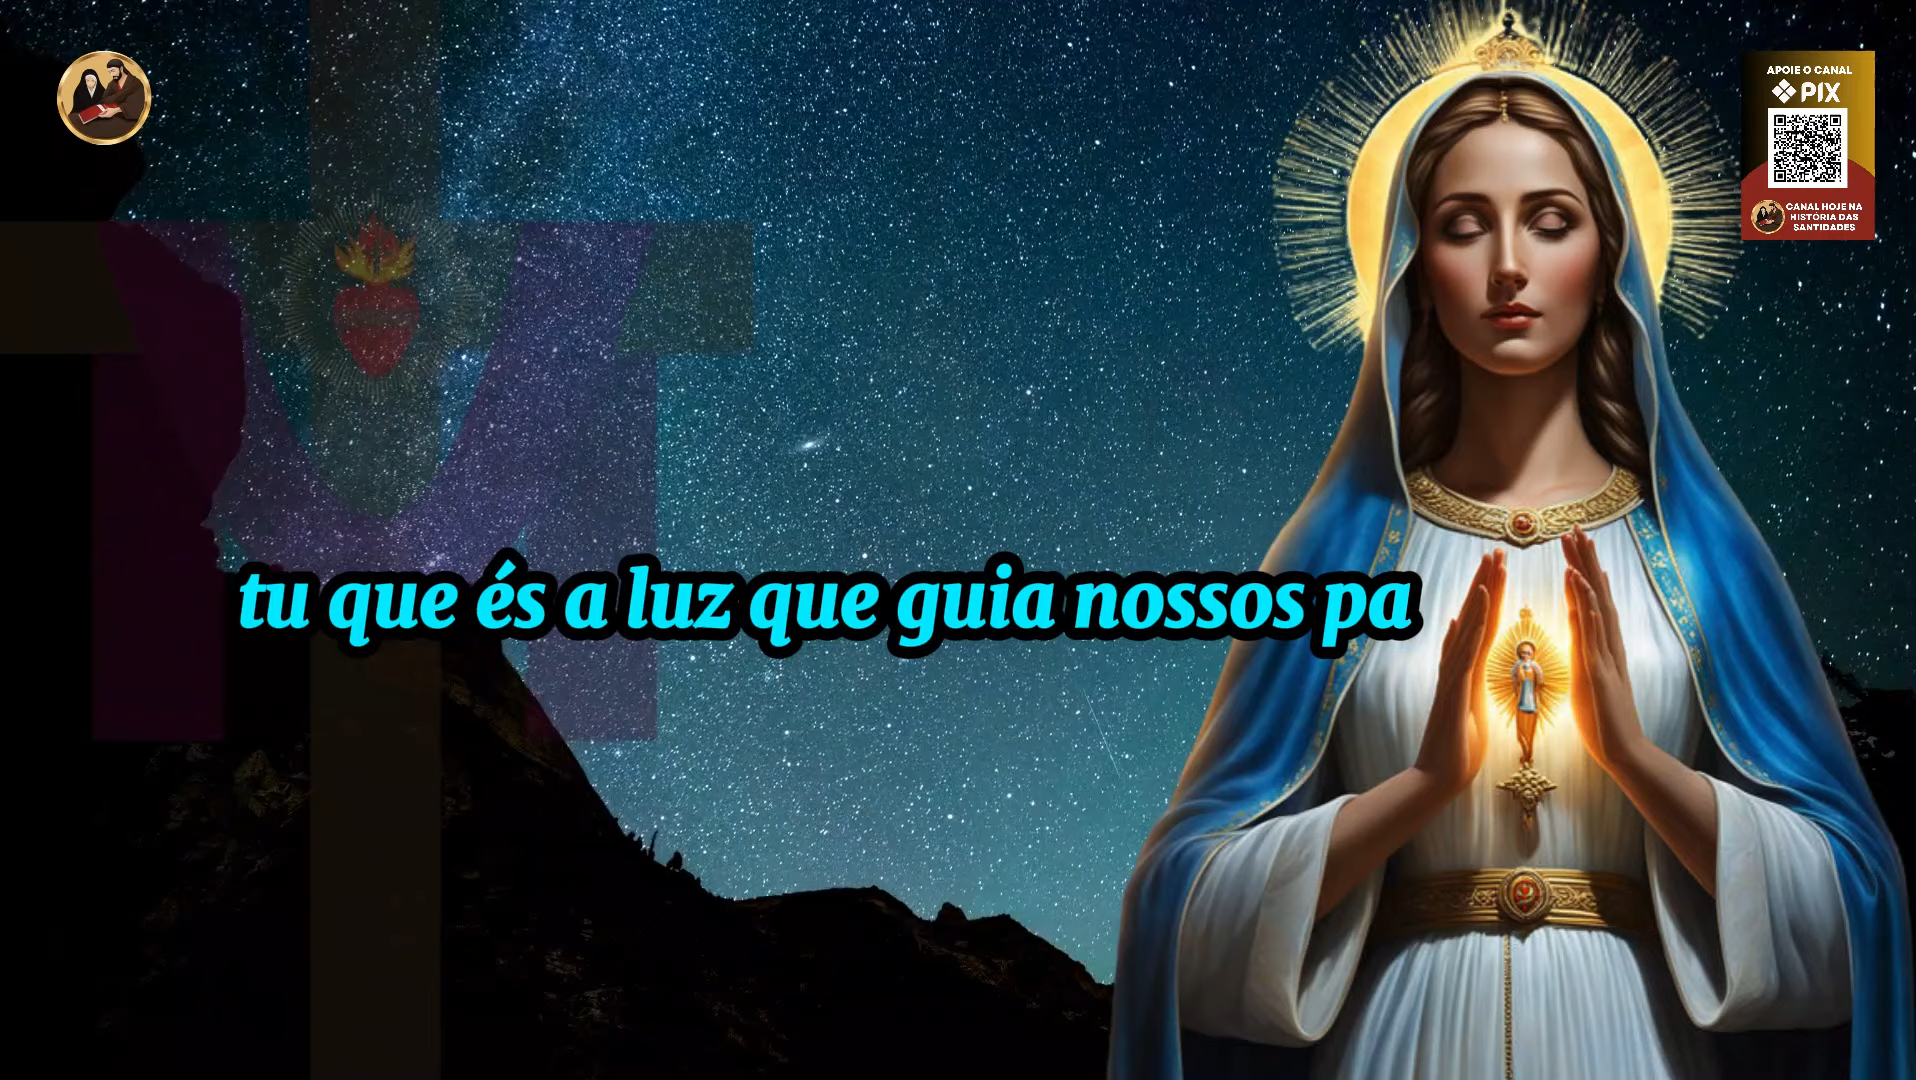 APOIE O CANAL
PIX
CANAL HOJE NA
HISTÓRIA DAS
SANTIDADES
tu que és a luz que guia nossos pa